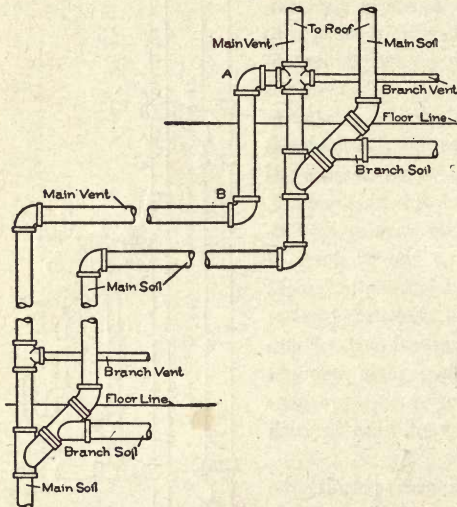 Main Vent
To Roof
Main Soil
A
Branch Vent
Floor Line
Branch Soil
B
Main Vent
Main Soil
Branch Vent
Floor Line
Branch Soil
Main Soil